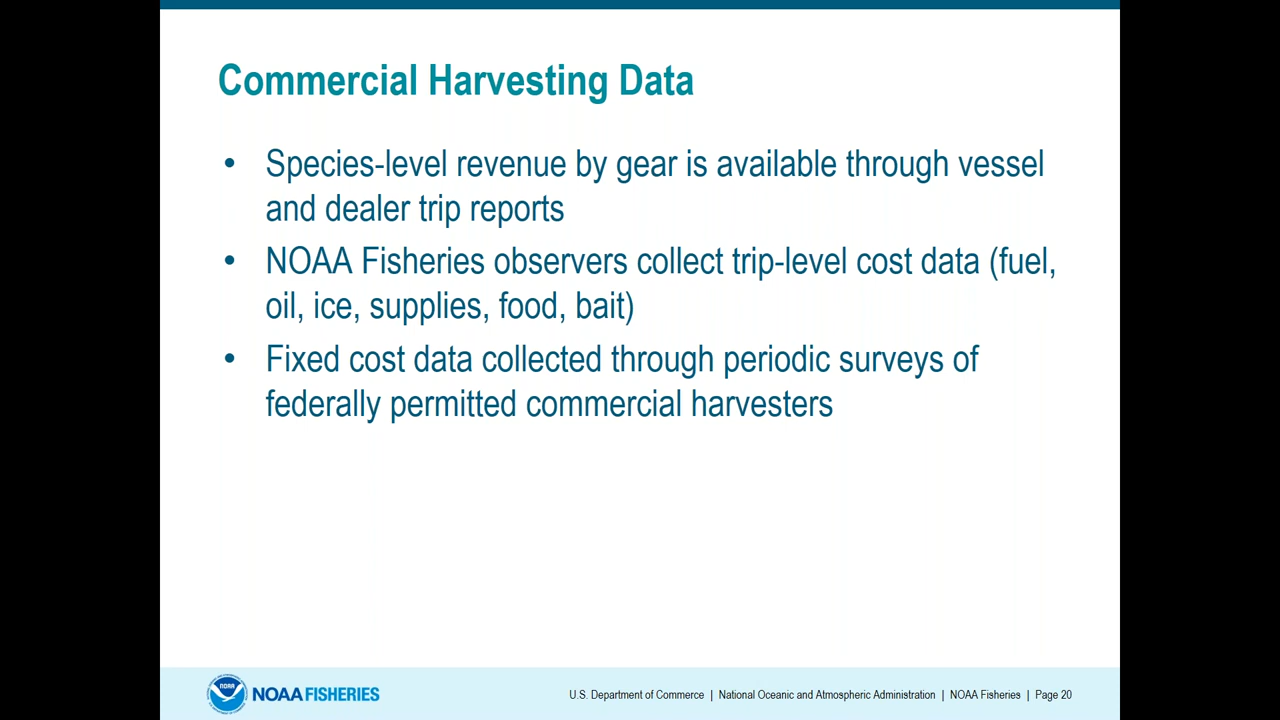 Commercial Harvesting Data
• Species-level revenue by gear is available through vessel
and dealer trip reports
• NOAA Fisheries observers collect trip-level cost data (fuel,
oil, ice, supplies, food, bait)
• Fixed cost data collected through periodic surveys of
federally permitted commercial harvesters
NOAA
NOAA FISHERIES
U.S. Department of Commerce | National Oceanic and Atmospheric Administration | NOAA Fisheries | Page 20